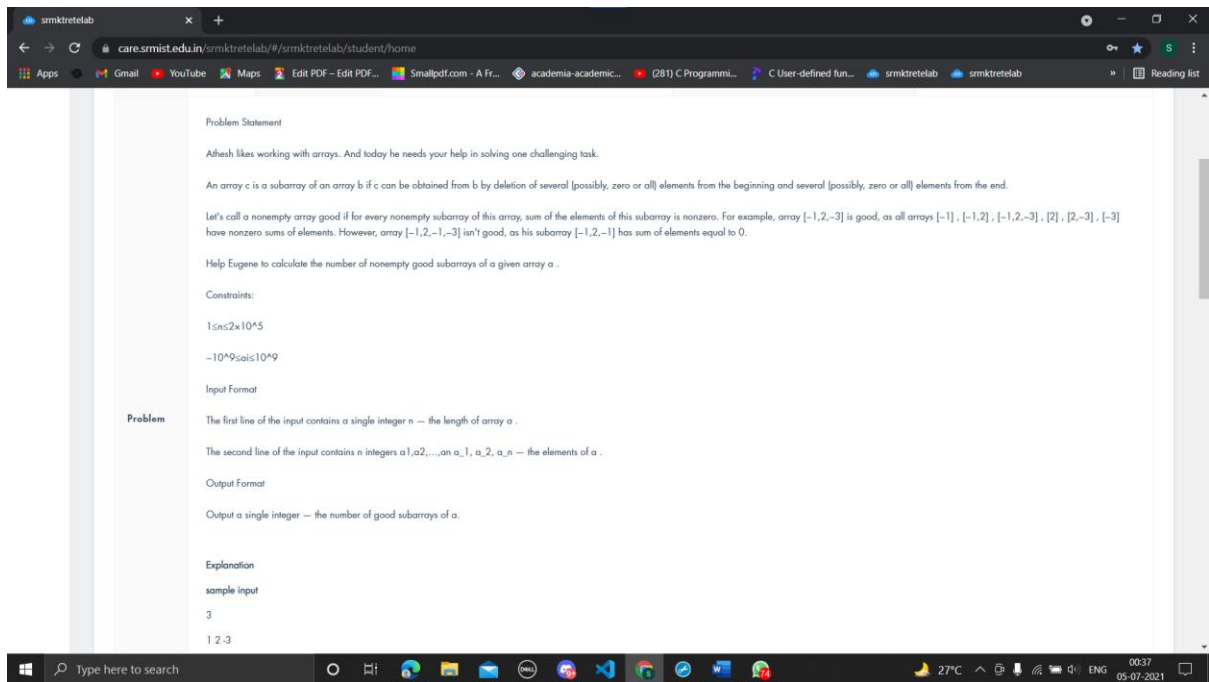 srmktretelab
care.srmist.edu.in/srmktretelab/#/srmktretelab/student/home
S
Apps Gmail YouTube Maps Edit PDF – Edit PDF... Smallpdf.com - A Fr... academia-academic... (281) C Programmi... C User-defined fun... srmktretelab srmktretelab » Reading list
Problem Statement
Athesh likes working with arrays. And today he needs your help in solving one challenging task.
An array c is a subarray of an array b if c can be obtained from b by deletion of several (possibly, zero or all) elements from the beginning and several (possibly, zero or all) elements from the end.
Let's call a nonempty array good if for every nonempty subarray of this array, sum of the elements of this subarray is nonzero. For example, array [−1,2,−3] is good, as all arrays [−1] , [−1,2] , [−1,2,−3] , [2] , [2,−3] , [−3]
have nonzero sums of elements. However, array [−1,2,−1,−3] isn't good, as his subarray [−1,2,−1] has sum of elements equal to 0.
Help Eugene to calculate the number of nonempty good subarrays of a given array a .
Constraints:
1≤n≤2×10^5
−10^9≤ai≤10^9
Input Format
Problem
The first line of the input contains a single integer n — the length of array a .
The second line of the input contains n integers a1,a2,…,an a_1, a_2, a_n — the elements of a .
Output Format
Output a single integer — the number of good subarrays of a.
Explanation
sample input
3
1 2 -3
Type here to search
DELL
W
74
27°C ENG 00:37
05-07-2021